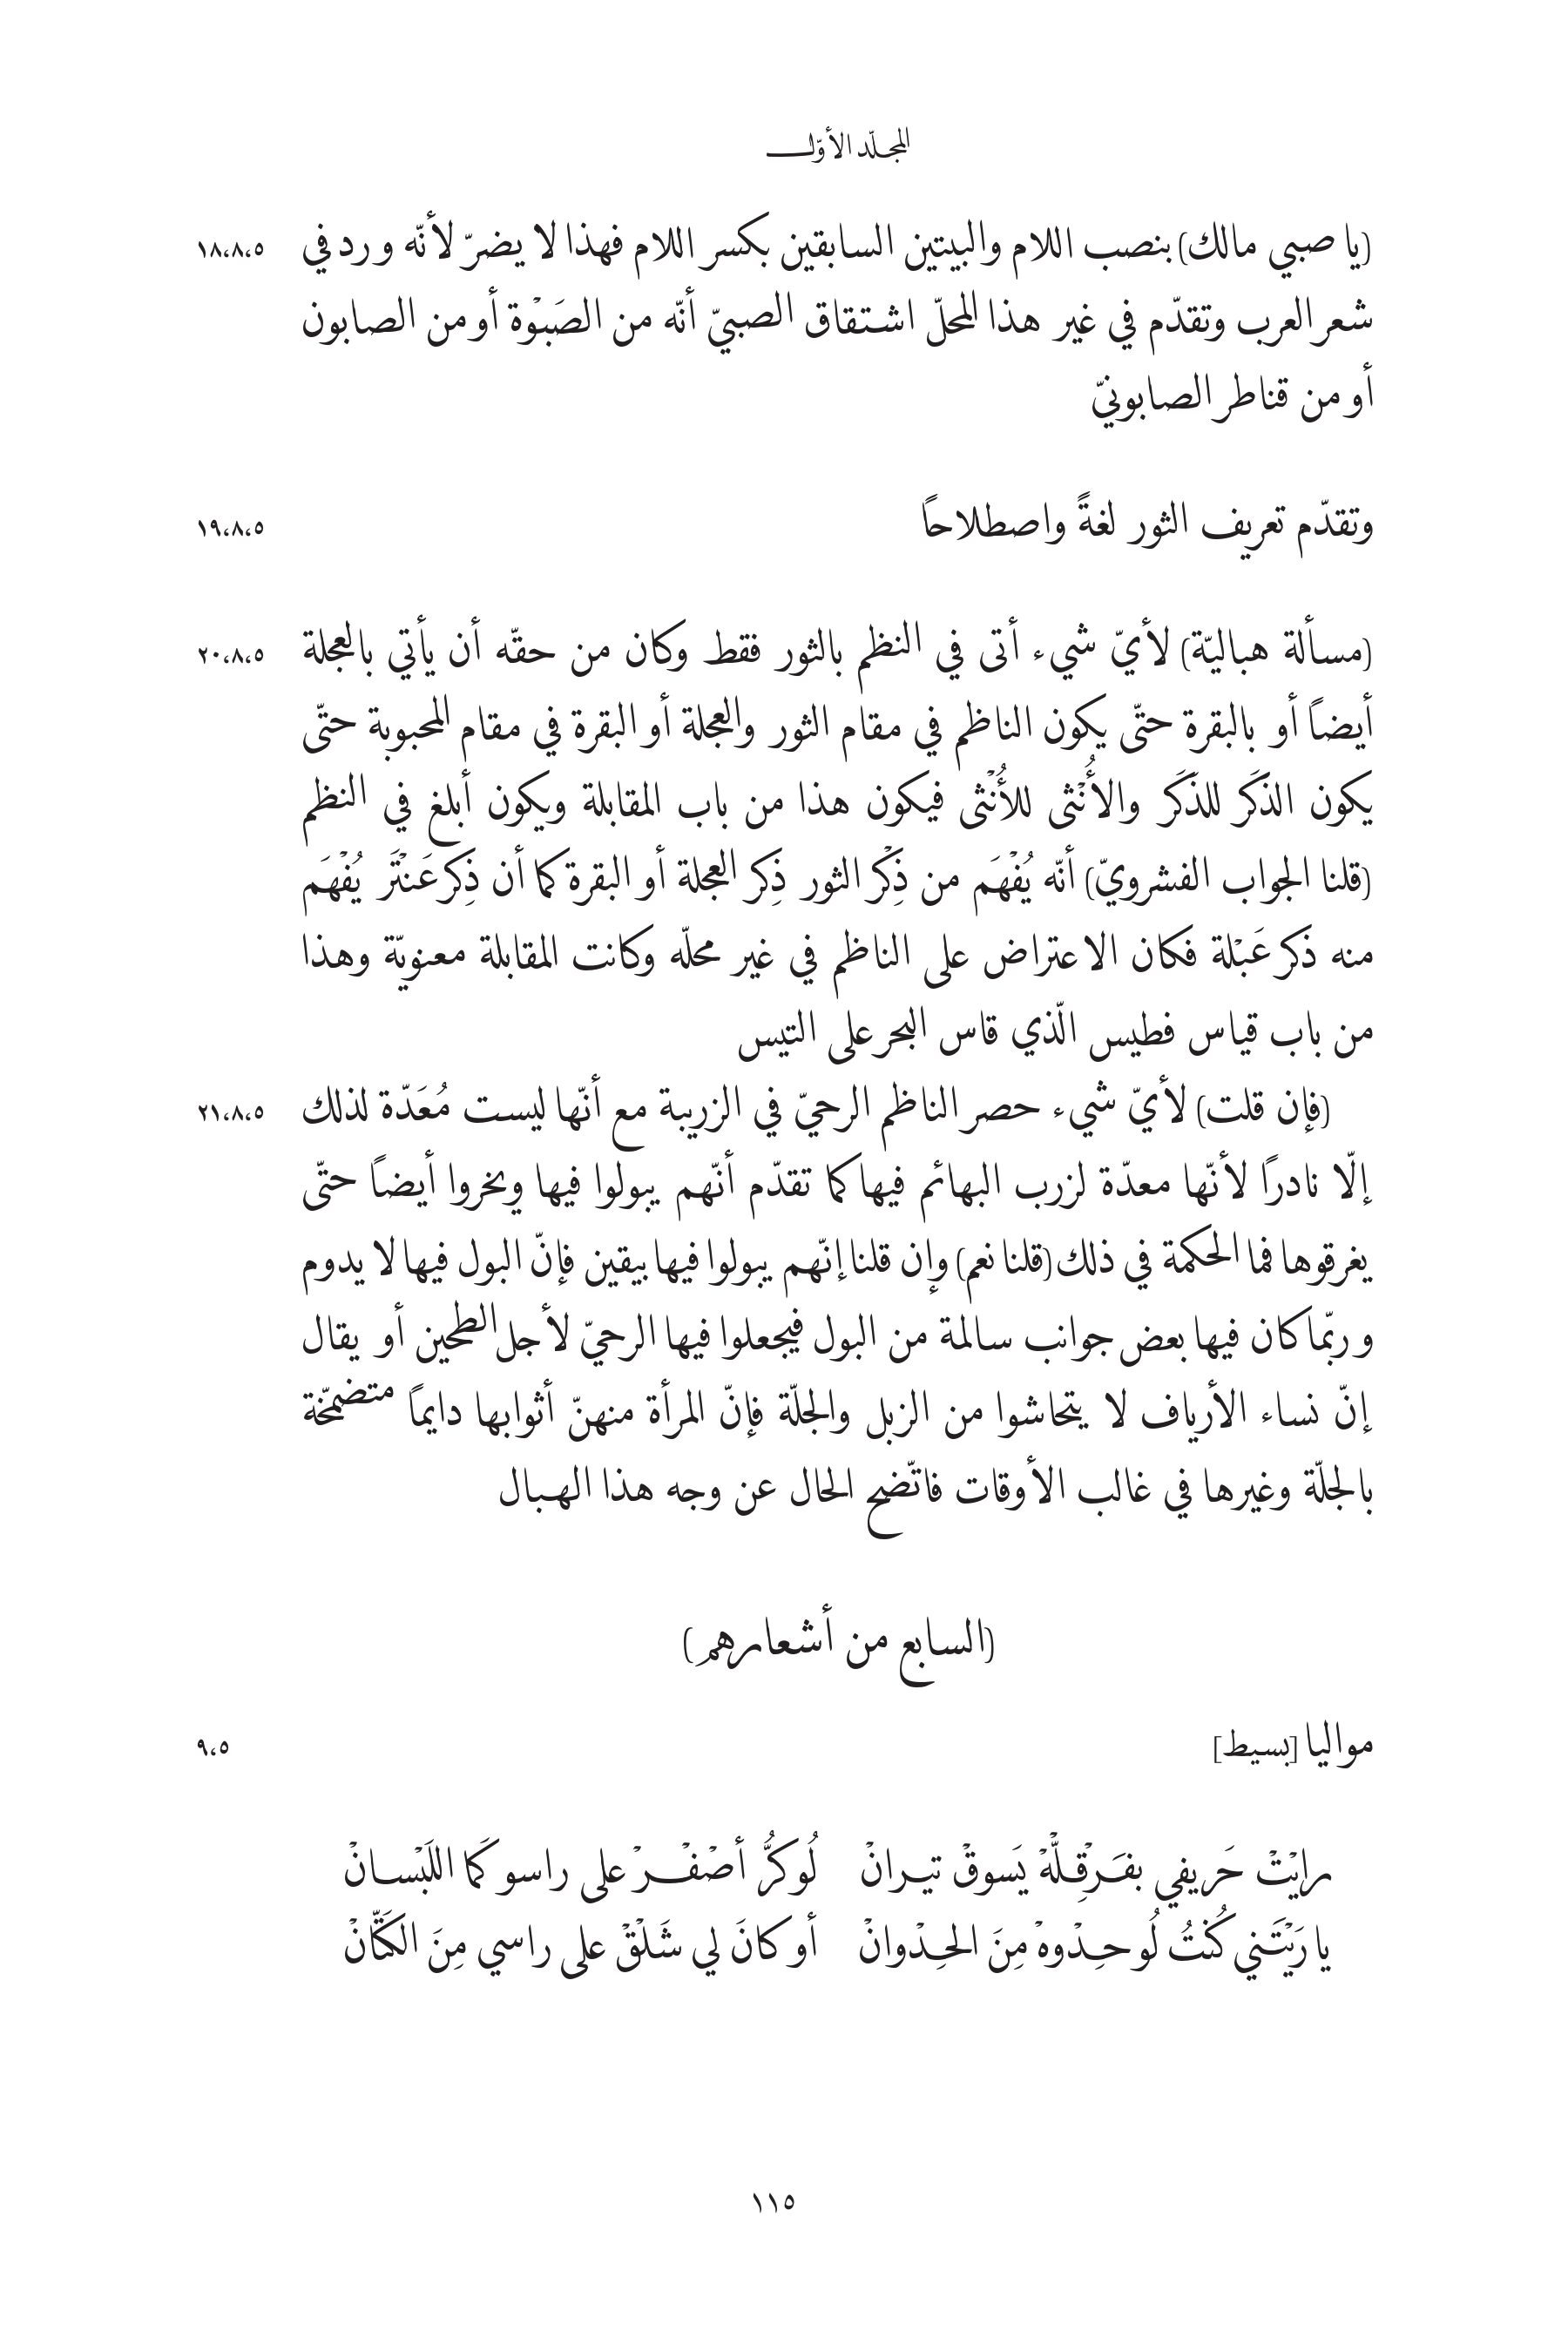 المجلّد الأوّل
(يا صبي مالك) بنصب اللام والبيتين السابقين بكسر اللام فهذا لا يضرّ لأنّه ورد في ١٨،٨،٥
شعر العرب وتقدّم في غير هذا المحلّ اشتقاق الصبيّ أنّه من الصَبْوة أو من الصابون
أو من قناطر الصابونيّ
وتقدّم تعريف الثور لغةً واصطلاحًا ١٩،٨،٥
(مسألة هباليّة) لأيّ شيء أتى في النظم بالثور فقط وكان من حقّه أن يأتي بالعجلة ٢٠،٨،٥
أيضاً أو بالبقرة حتّى يكون الناظم في مقام الثور والعجلة أو البقرة في مقام المحبوبة حتّى
يكون الذَكَر للذَكَر والأُنْثى للأُنْثى فيكون هذا من باب المقابلة ويكون أبلغ في النظم
(قلنا الجواب الفشرويّ) أنّه يُفْهَم من ذِكْر الثور ذِكر العجلة أو البقرة كما أن ذِكر عَنْتَر يُفْهَم
منه ذكر عَبْلة فكان الاعتراض على الناظم في غير محلّه وكانت المقابلة معنويّة وهذا
من باب قياس فطيس الّذي قاس البحر على التيس
(فإن قلت) لأيّ شيء حصر الناظم الرحيّ في الزريبة مع أنّها ليست مُعَدّة لذلك ٢١،٨،٥
إلّا نادرًا لأنّها معدّة لزرب البهائم فيها كما تقدّم أنّهم يبولوا فيها ويخروا أيضاً حتّى
يغرقوها فما الحكمة في ذلك (قلنا نعم) وإن قلنا إنّهم يبولوا فيها بيقين فإنّ البول فيها لا يدوم
وربّما كان فيها بعض جوانب سالمة من البول فيجعلوا فيها الرحيّ لأجل الطحين أو يقال
إنّ نساء الأرياف لا يتحاشوا من الزبل والجلّة فإنّ المرأة منهنّ أثوابها دايمًا متضمّخة
بالجلّة وغيرها في غالب الأوقات فاتّضح الحال عن وجه هذا الهبال
(السابع من أشعارهم)
مواليا [بسيط] ٩،٥
رايْتْ حَريفي بفَرْقِلّهْ يَسوقْ تيرانْ لُوكَرُّ أصْفْرْ على راسو كَما اللَبْسانْ
يا رَيْتَني كُنْتُ لُو حِدْوهْ مِنَ الحِدْوانْ أو كانَ لي شَلْقْ على راسي مِنَ الكَتّانْ
١١٥